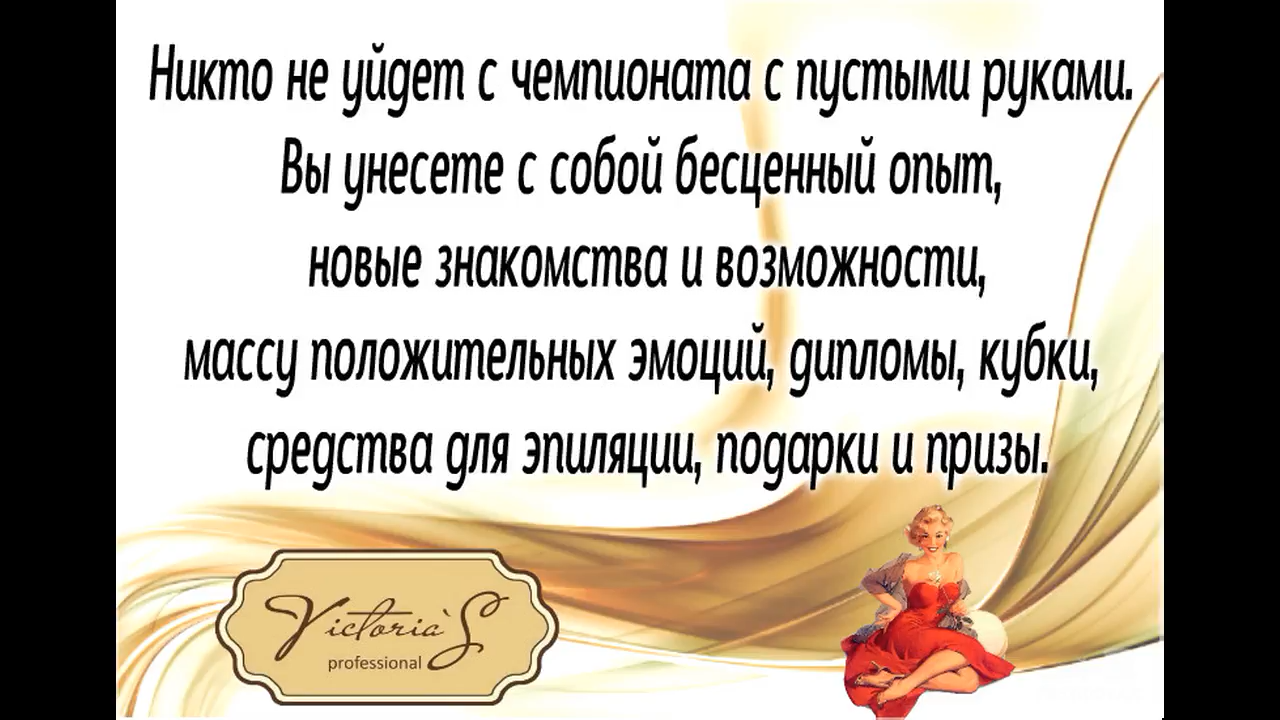 Никто не уйдет с чемпионата с пустыми руками.
Вы унесете с собой бесценный опыт,
новые знакомства и возможности,
массу положительных эмоций, дипломы, кубки,
средства для эпиляции, подарки и призы.
Victoria`S
professional